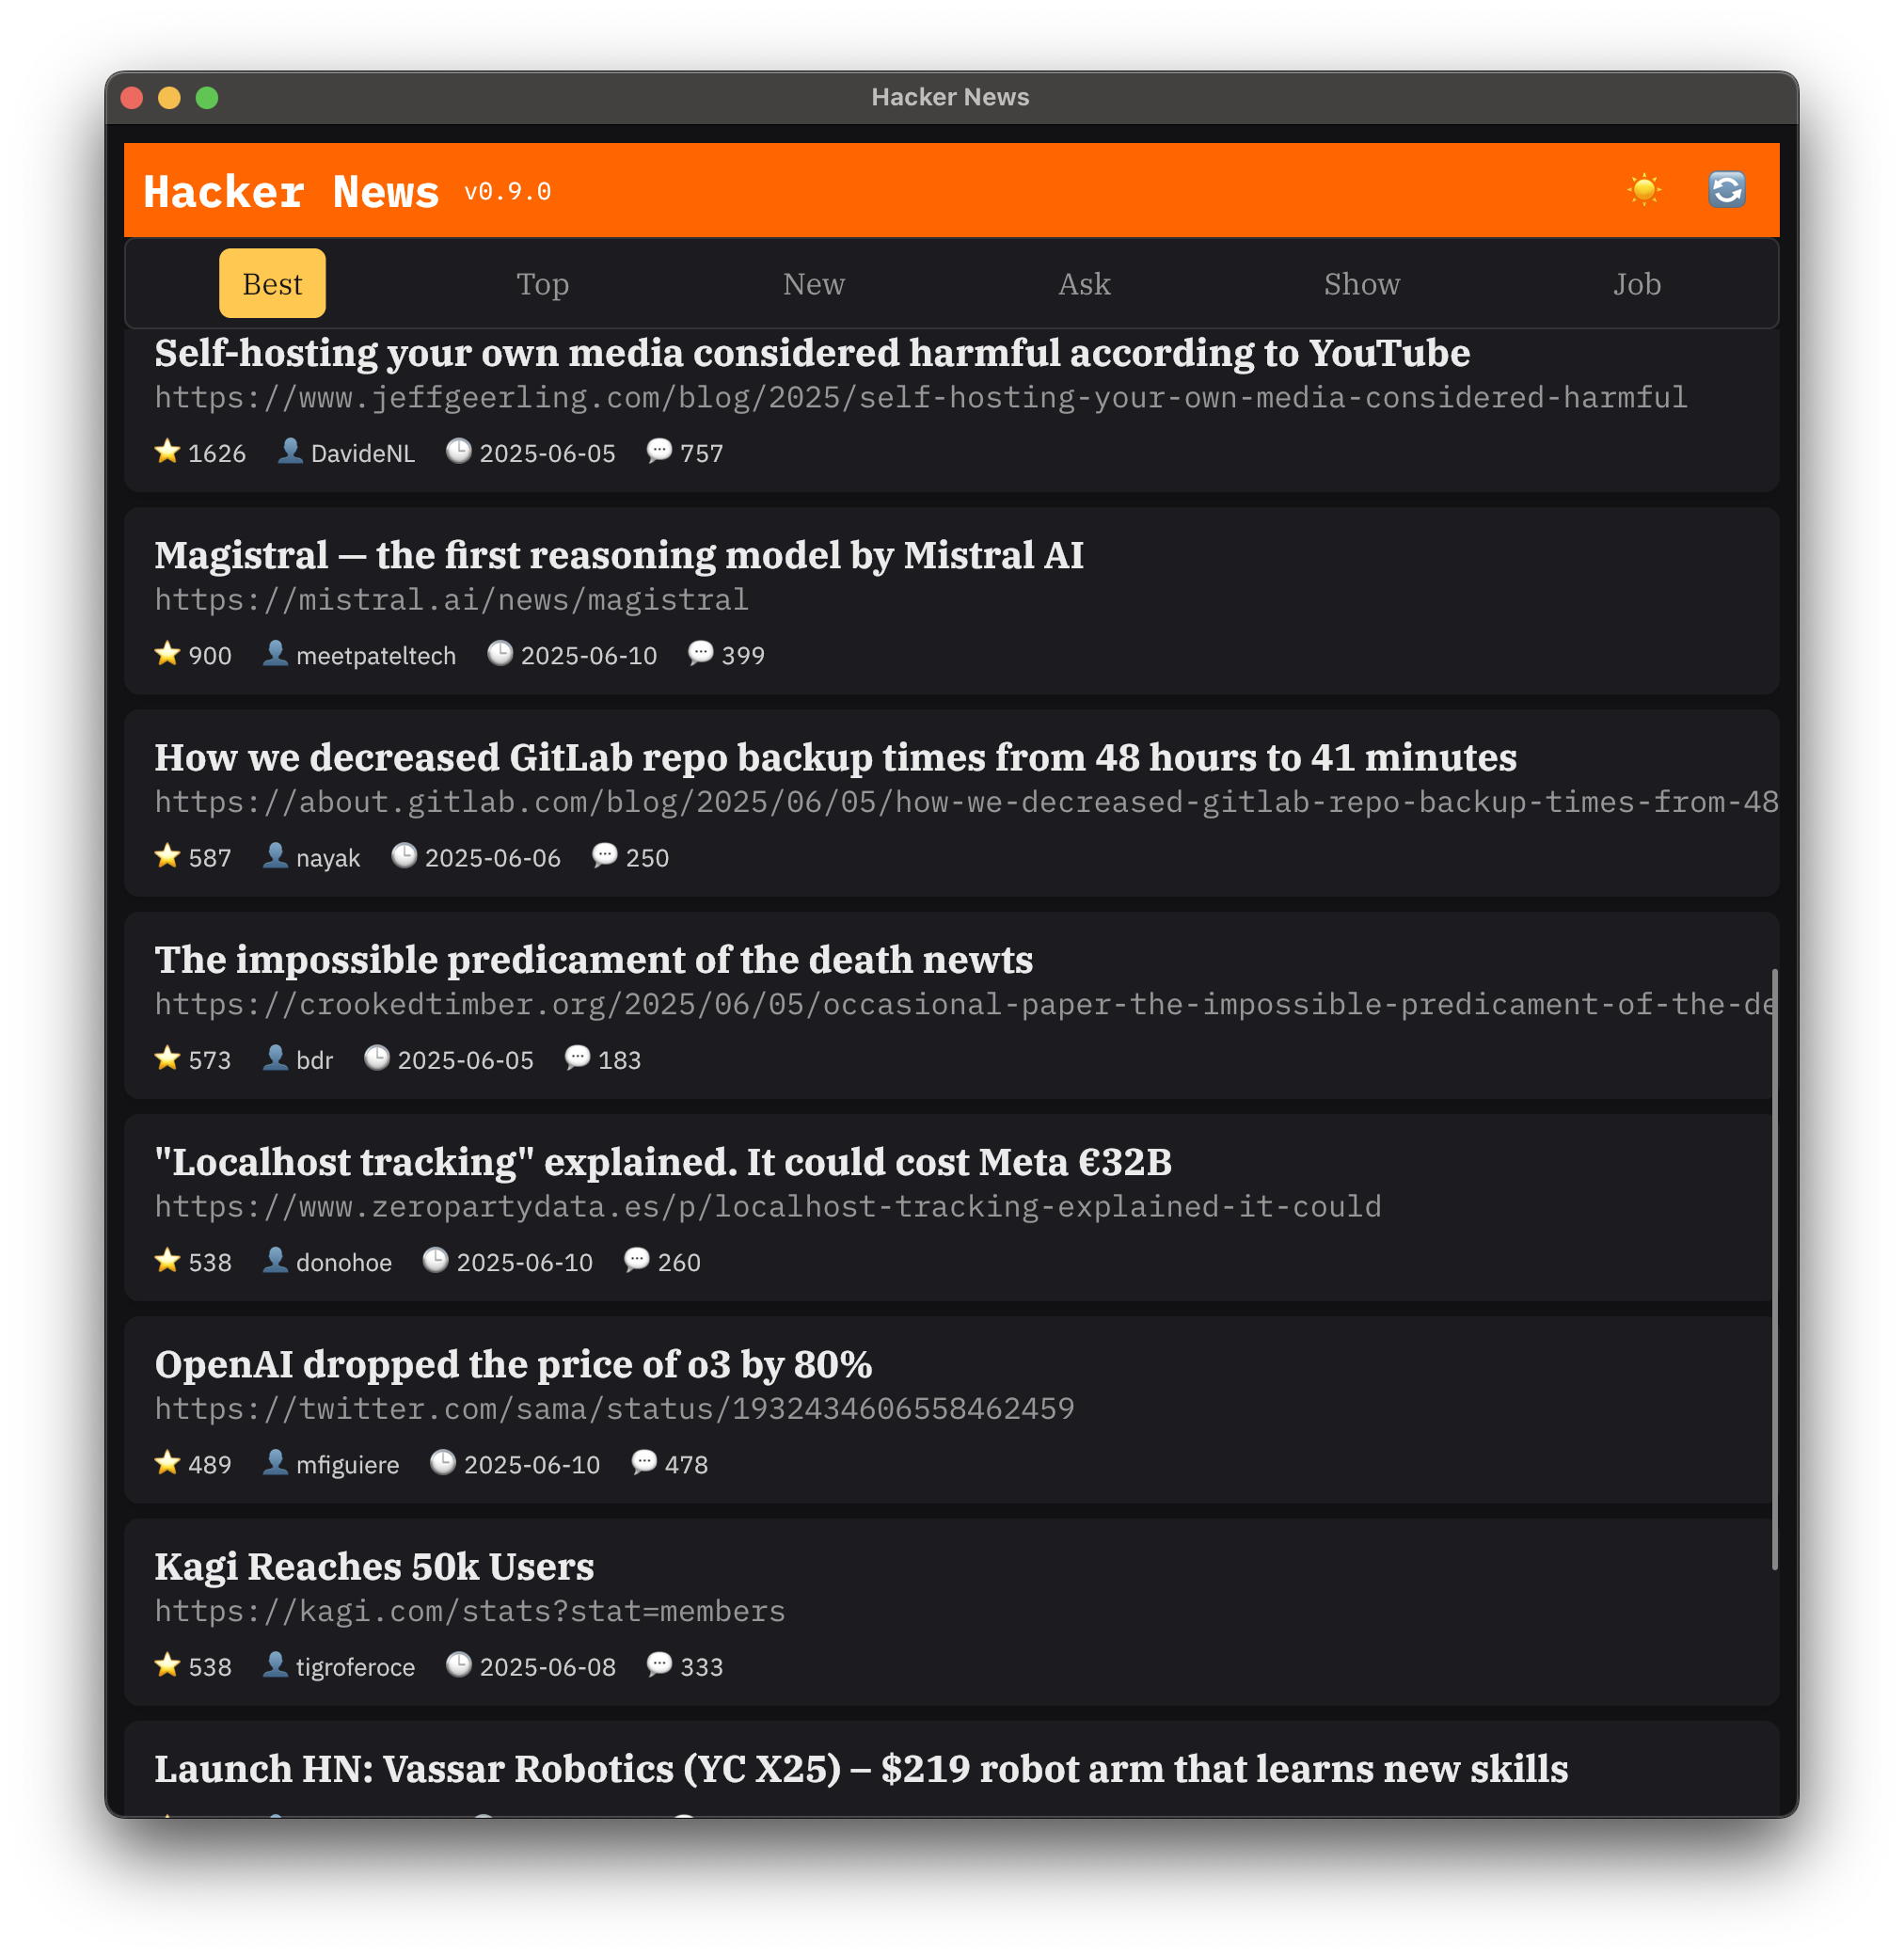 Hacker News
Hacker News v0.9.0
Best Top New Ask Show Job
Self-hosting your own media considered harmful according to YouTube
https://www.jeffgeerling.com/blog/2025/self-hosting-your-own-media-considered-harmful
1626 DavideNL 2025-06-05 757
Magistral — the first reasoning model by Mistral AI
https://mistral.ai/news/magistral
900 meetpateltech 2025-06-10 399
How we decreased GitLab repo backup times from 48 hours to 41 minutes
https://about.gitlab.com/blog/2025/06/05/how-we-decreased-gitlab-repo-backup-times-from-48
587 nayak 2025-06-06 250
The impossible predicament of the death newts
https://crookedtimber.org/2025/06/05/occasional-paper-the-impossible-predicament-of-the-de
573 bdr 2025-06-05 183
"Localhost tracking" explained. It could cost Meta €32B
https://www.zeropartydata.es/p/localhost-tracking-explained-it-could
538 donohoe 2025-06-10 260
OpenAI dropped the price of o3 by 80%
https://twitter.com/sama/status/1932434606558462459
489 mfiguiere 2025-06-10 478
Kagi Reaches 50k Users
https://kagi.com/stats?stat=members
538 tigroferoce 2025-06-08 333
Launch HN: Vassar Robotics (YC X25) – $219 robot arm that learns new skills